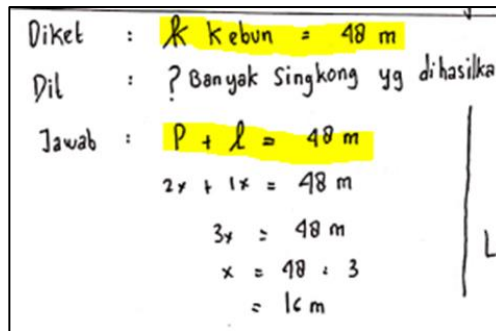 Diket : k kebun = 48 m
Dit : ? Banyak Singkong yg dihasilka
Jawab : P + l = 48 m
2x + 1x = 48 m
3x = 48 m
x = 48 : 3
= 16 m
L